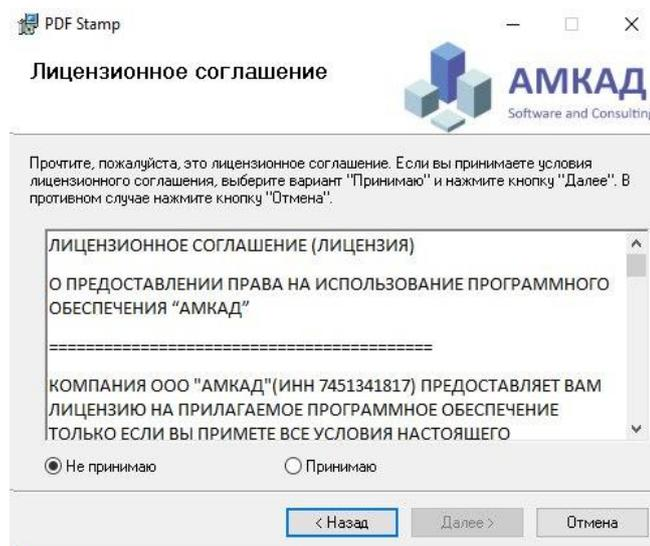 PDF Stamp
Лицензионное соглашение
АМКАД
Software and Consulting
Прочтите, пожалуйста, это лицензионное соглашение. Если вы принимаете условия
лицензионного соглашения, выберите вариант "Принимаю" и нажмите кнопку "Далее". В
противном случае нажмите кнопку "Отмена".
ЛИЦЕНЗИОННОЕ СОГЛАШЕНИЕ (ЛИЦЕНЗИЯ)
О ПРЕДОСТАВЛЕНИИ ПРАВА НА ИСПОЛЬЗОВАНИЕ ПРОГРАММНОГО
ОБЕСПЕЧЕНИЯ “АМКАД”
==========================================
КОМПАНИЯ ООО "АМКАД"(ИНН 7451341817) ПРЕДОСТАВЛЯЕТ ВАМ
ЛИЦЕНЗИЮ НА ПРИЛАГАЕМОЕ ПРОГРАММНОЕ ОБЕСПЕЧЕНИЕ
ТОЛЬКО ЕСЛИ ВЫ ПРИМЕТЕ ВСЕ УСЛОВИЯ НАСТОЯЩЕГО
Не принимаю Принимаю
< Назад Далее > Отмена